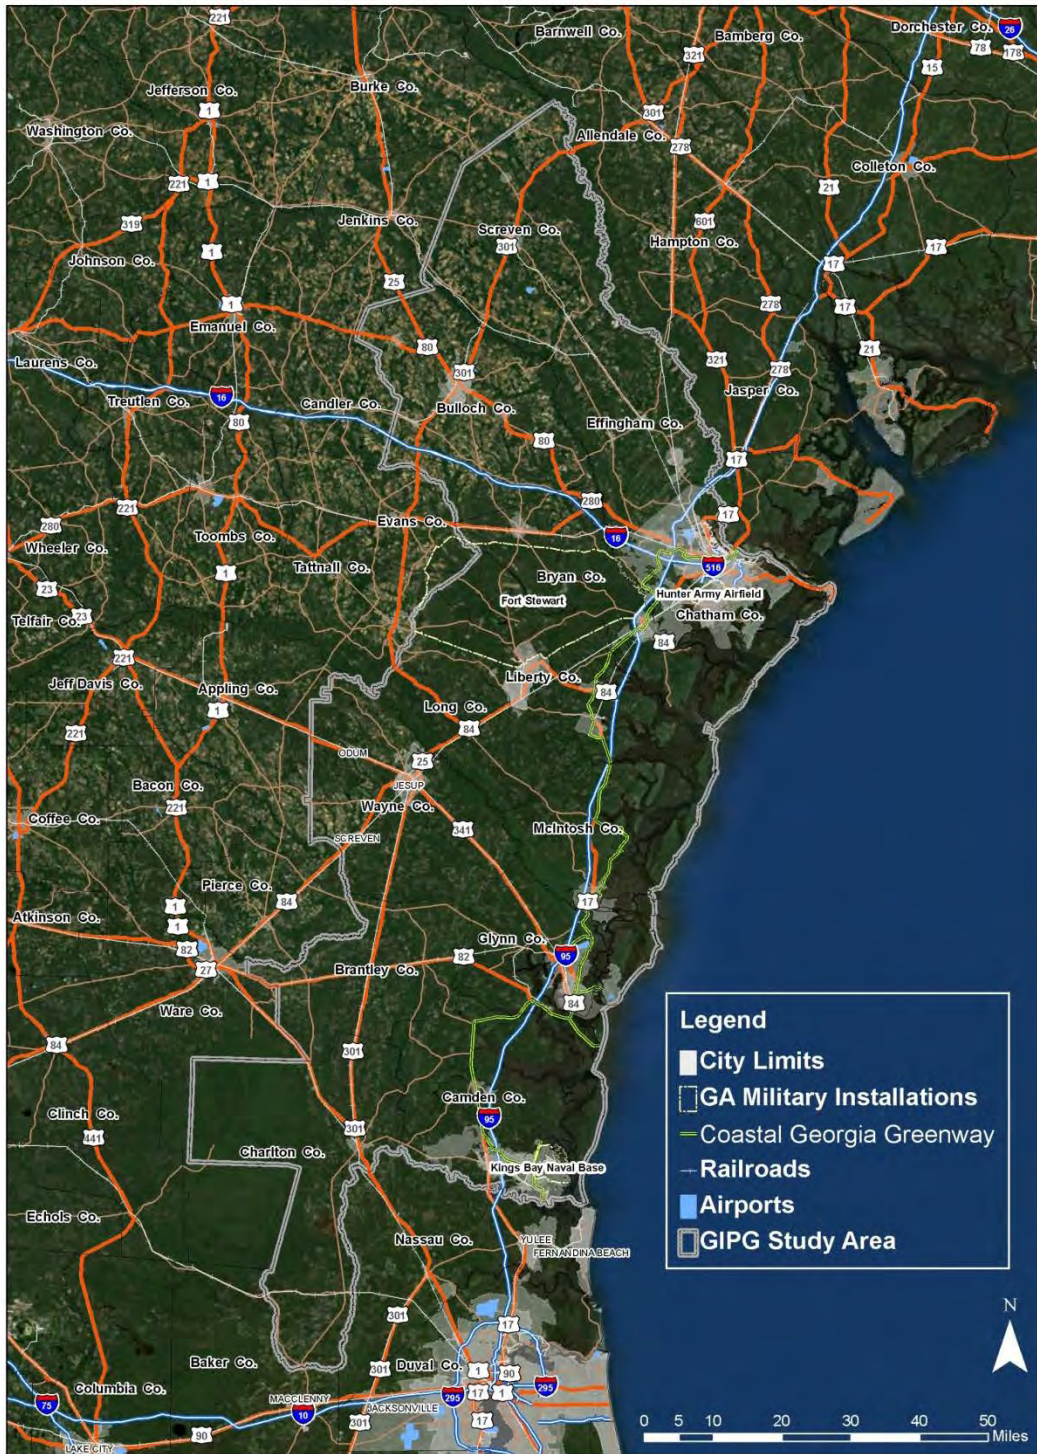 221
Barnwell Co.
Bamberg Co.
Dorchester Co.
26
321
78
178
15
Jefferson Co.
Burke Co.
1
301
Washington Co.
Allendale Co.
278
Colleton Co.
221
1
21
319
Jenkins Co.
Screven Co.
601
Johnson Co.
1
301
Hampton Co.
17
17
25
1
278
17
Emanuel Co.
80
21
Laurens Co.
301
321
278
Treutlen Co.
16
Candler Co.
Bulloch Co.
Jasper Co.
80
Effingham Co.
80
17
221
280
17
280
Evans Co.
16
Wheeler Co.
Toombs Co.
516
Tattnall Co.
Bryan Co.
1
23
Fort Stewart
Hunter Army Airfield
Telfair Co.
23
Chatham Co.
84
221
Jeff Davis Co.
Appling Co.
Liberty Co.
84
1
Long Co.
221
84
ODUM
25
Bacon Co.
JESUP
221
Wayne Co.
Coffee Co.
341
McIntosh Co.
SCREVEN
Pierce Co.
84
17
1
Atkinson Co.
1
82
Glynn Co.
95
82
27
Brantley Co.
84
Ware Co.
84
301
Camden Co.
Clinch Co.
95
441
301
Charlton Co.
Kings Bay Naval Base
Echols Co.
Nassau Co.
YULEE
FERNANDINA BEACH
301
17
Baker Co.
301
Duval Co.
1
90
Columbia Co.
295
17
1
295
75
MACCLENNY
JACKSONVILLE
10
301
17
90
LAKE CITY
Legend
City Limits
GA Military Installations
Coastal Georgia Greenway
Railroads
Airports
GIPG Study Area
N
0 5 10 20 30 40 50
Miles